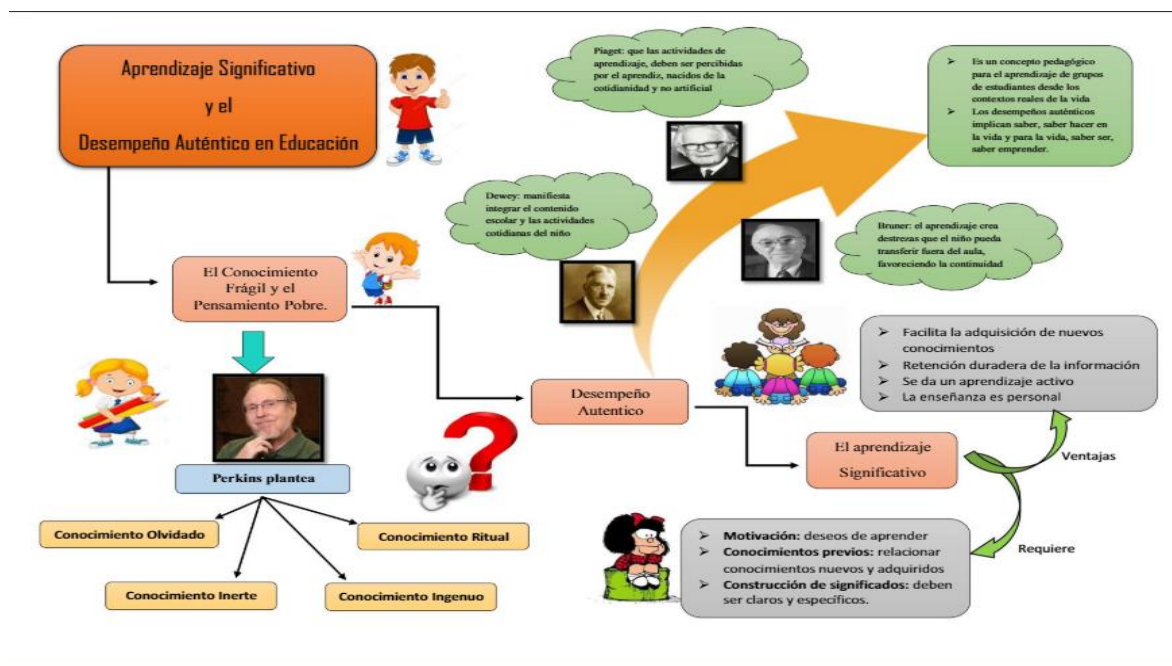 Aprendizaje Significativo
y el
Desempeño Auténtico en Educación
Piaget: que las actividades de
aprendizaje, deben ser percibidas
por el aprendiz, nacidos de la
cotidianidad y no artificial
➢ Es un concepto pedagógico
para el aprendizaje de grupos
de estudiantes desde los
contextos reales de la vida
➢ Los desempeños auténticos
implican saber, saber hacer en
la vida y para la vida, saber ser,
saber emprender.
Dewey: manifiesta
integrar el contenido
escolar y las actividades
cotidianas del niño
Bruner: el aprendizaje crea
destrezas que el niño pueda
transferir fuera del aula,
favoreciendo la continuidad
El Conocimiento
Frágil y el
Pensamiento Pobre.
Perkins plantea
Conocimiento Olvidado
Conocimiento Ritual
Conocimiento Inerte
Conocimiento Ingenuo
Desempeño
Autentico
El aprendizaje
Significativo
➢ Facilita la adquisición de nuevos
conocimientos
➢ Retención duradera de la información
➢ Se da un aprendizaje activo
➢ La enseñanza es personal
Ventajas
Requiere
➢ Motivación: deseos de aprender
➢ Conocimientos previos: relacionar
conocimientos nuevos y adquiridos
➢ Construcción de significados: deben
ser claros y específicos.